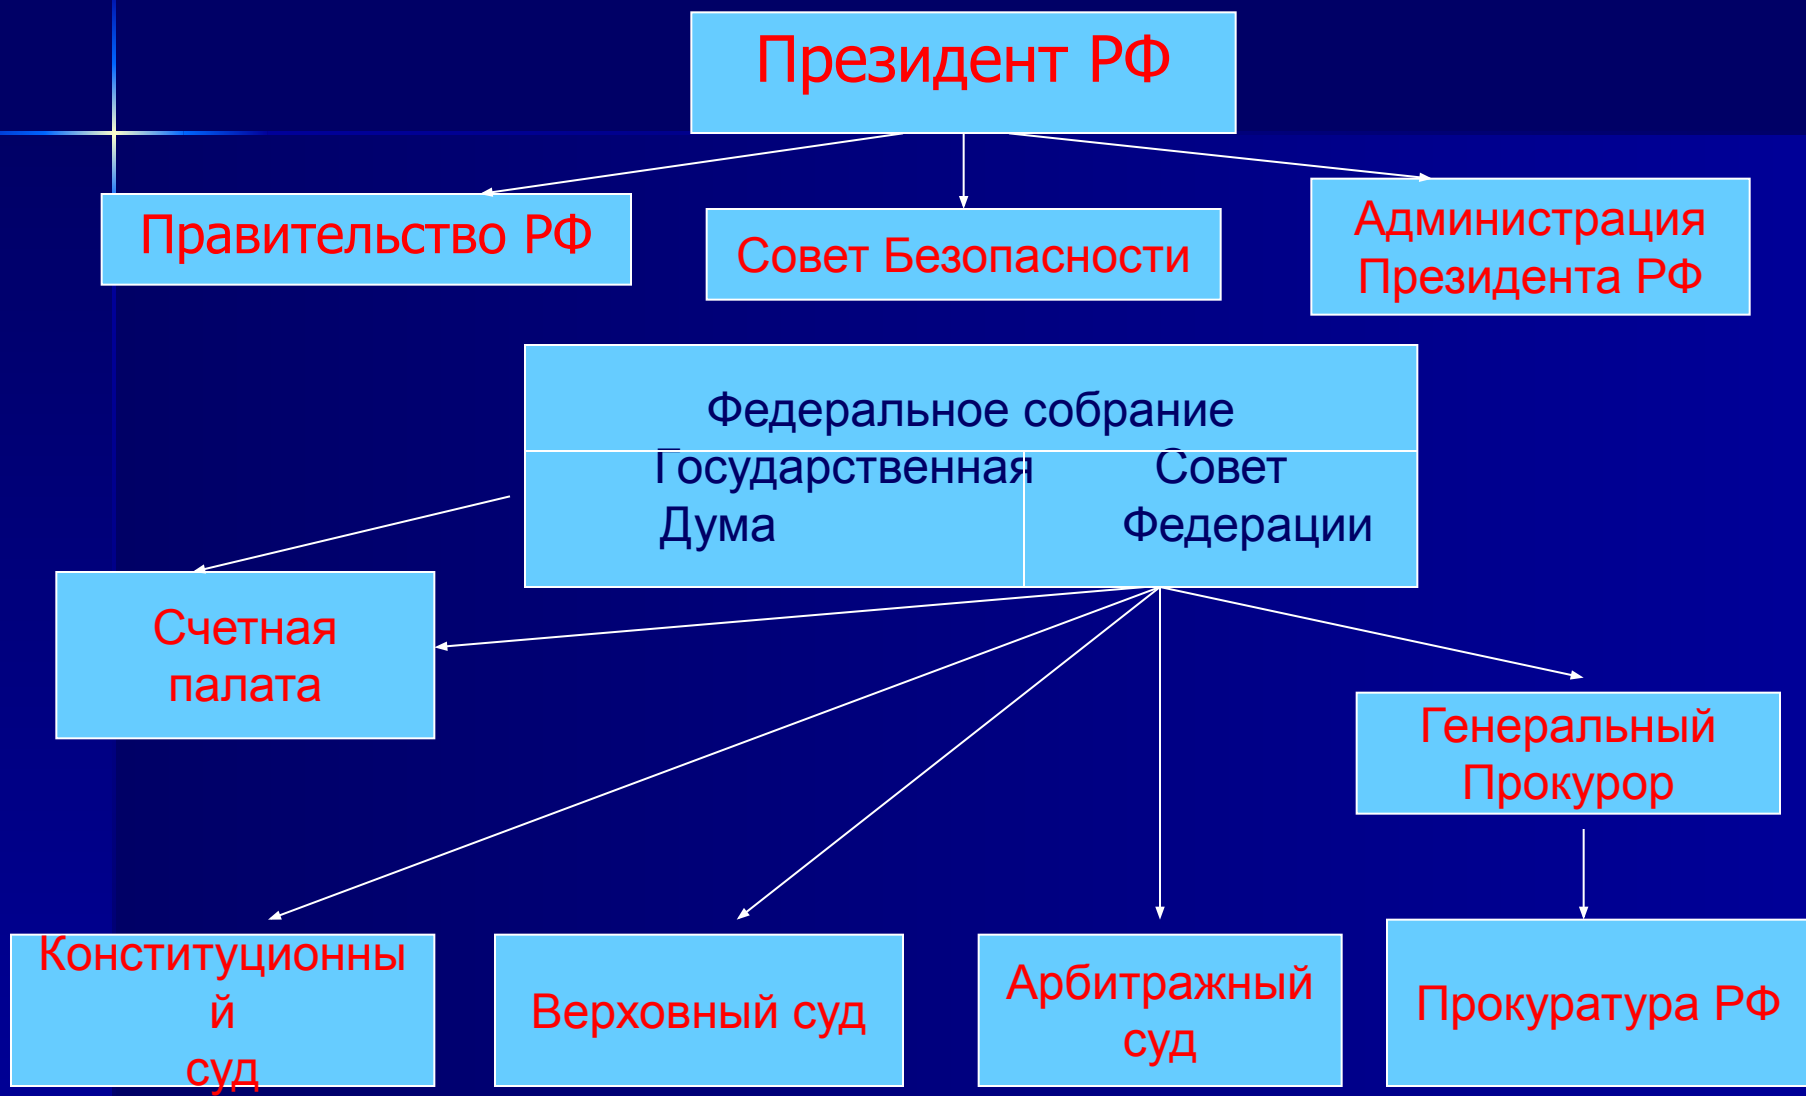 Президент РФ
Правительство РФ
Совет Безопасности
Администрация
Президента РФ
Федеральное собрание
Государственная Совет
Дума Федерации
Счетная
палата
Генеральный
Прокурор
Конституционны
й
суд
Верховный суд
Арбитражный
суд
Прокуратура РФ